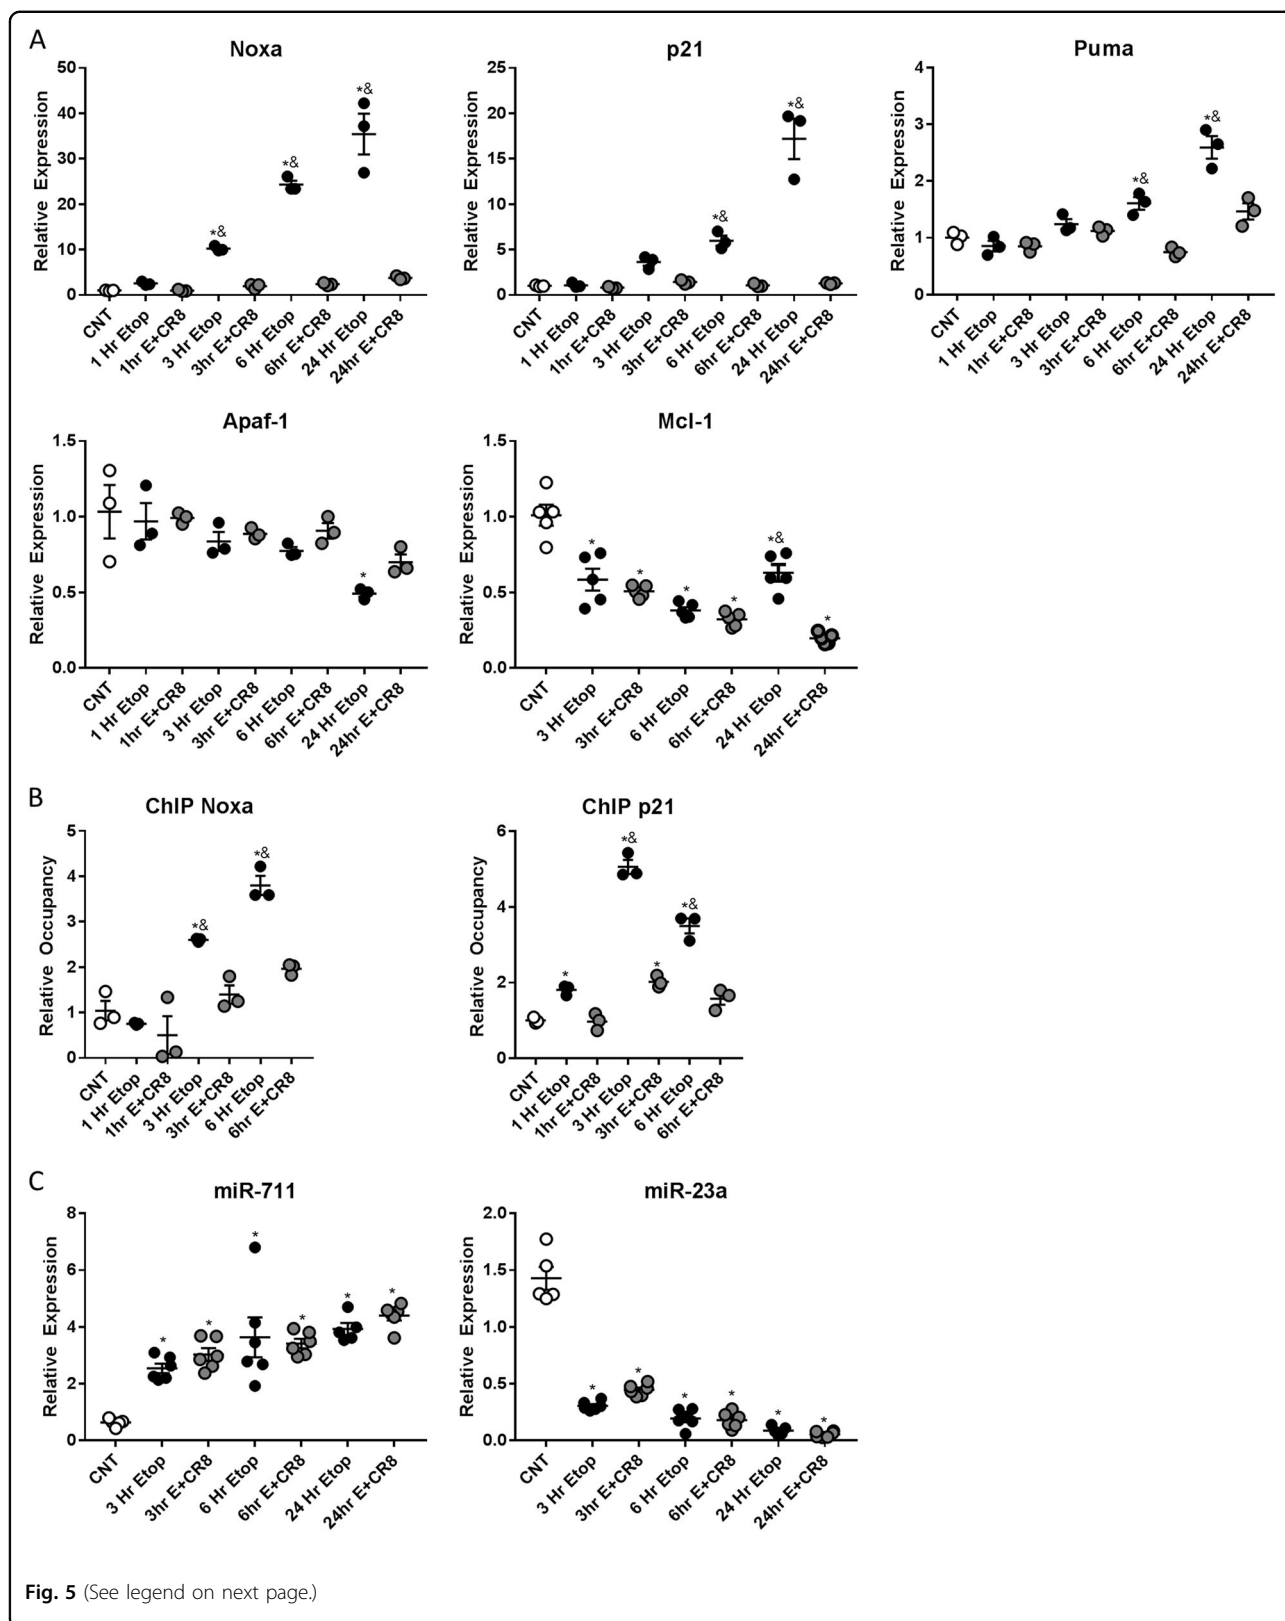 A
Noxa
p21
Puma
Relative Expression
50
40
30
20
10
0
*&
*&
*&
CNT
1 Hr Etop
1hr E+CR8
3 Hr Etop
3hr E+CR8
6 Hr Etop
6hr E+CR8
24 Hr Etop
24hr E+CR8
Relative Expression
25
20
15
10
5
0
*&
*&
CNT
1 Hr Etop
1hr E+CR8
3 Hr Etop
3hr E+CR8
6 Hr Etop
6hr E+CR8
24 Hr Etop
24hr E+CR8
Relative Expression
4
3
2
1
0
*&
*&
CNT
1 Hr Etop
1hr E+CR8
3 Hr Etop
3hr E+CR8
6 Hr Etop
6hr E+CR8
24 Hr Etop
24hr E+CR8
Apaf-1
Mcl-1
Relative Expression
1.5
1.0
0.5
0.0
*
CNT
1 Hr Etop
1hr E+CR8
3 Hr Etop
3hr E+CR8
6 Hr Etop
6hr E+CR8
24 Hr Etop
24hr E+CR8
Relative Expression
1.5
1.0
0.5
0.0
*
*
*
*
*&
*
CNT
3 Hr Etop
3hr E+CR8
6 Hr Etop
6hr E+CR8
24 Hr Etop
24hr E+CR8
B
ChIP Noxa
ChIP p21
Relative Occupancy
5
4
3
2
1
0
*&
*&
CNT
1 Hr Etop
1hr E+CR8
3 Hr Etop
3hr E+CR8
6 Hr Etop
6hr E+CR8
Relative Occupancy
6
4
2
0
*
*&
*
*&
CNT
1 Hr Etop
1hr E+CR8
3 Hr Etop
3hr E+CR8
6 Hr Etop
6hr E+CR8
C
miR-711
miR-23a
Relative Expression
8
6
4
2
0
*
*
*
*
*
*
CNT
3 Hr Etop
3hr E+CR8
6 Hr Etop
6hr E+CR8
24 Hr Etop
24hr E+CR8
Relative Expression
2.0
1.5
1.0
0.5
0.0
*
*
*
*
*
*
CNT
3 Hr Etop
3hr E+CR8
6 Hr Etop
6hr E+CR8
24 Hr Etop
24hr E+CR8
Fig. 5 (See legend on next page.)